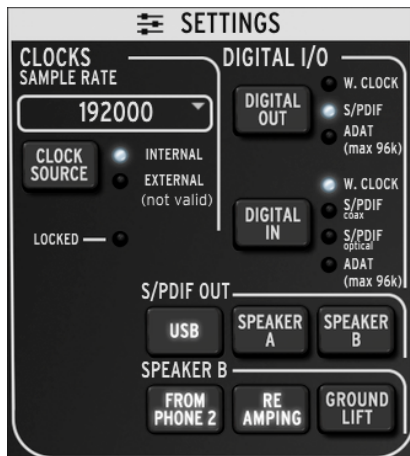 SETTINGS
CLOCKS
SAMPLE RATE
192000
CLOCK
SOURCE
INTERNAL
EXTERNAL
(not valid)
LOCKED
DIGITAL I/O
DIGITAL
OUT
W. CLOCK
S/PDIF
ADAT
(max 96k)
DIGITAL
IN
W. CLOCK
S/PDIF
coax
S/PDIF
optical
ADAT
(max 96k)
S/PDIF OUT
USB
SPEAKER
A
SPEAKER
B
SPEAKER B
FROM
PHONE 2
RE
AMPING
GROUND
LIFT